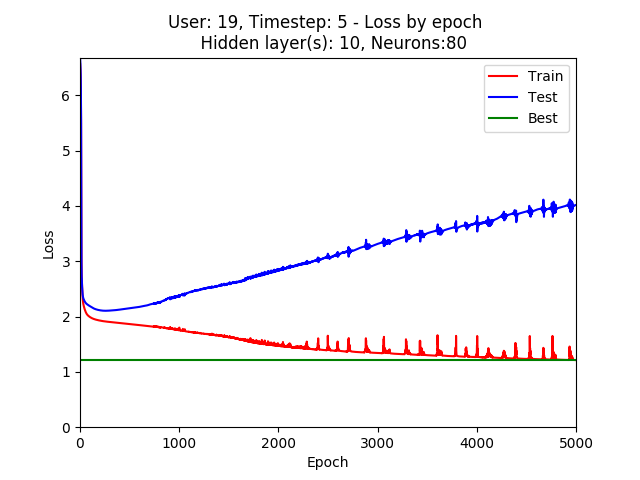 User: 19, Timestep: 5 - Loss by epoch
Hidden layer(s): 10, Neurons:80
Train
Test
Best
6
5
4
3
2
1
0
Loss
0 1000 2000 3000 4000 5000
Epoch